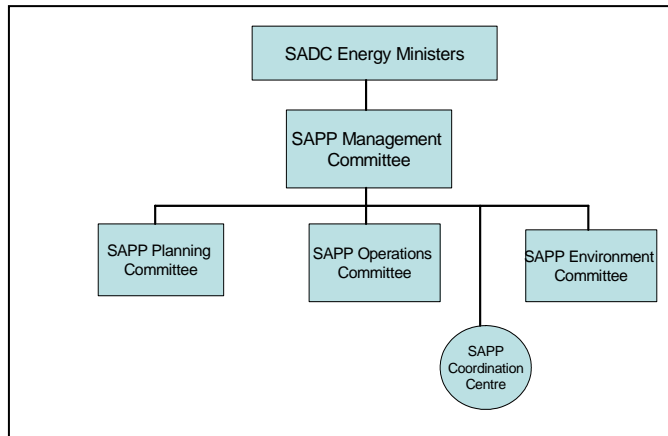 SADC Energy Ministers
SAPP Management
Committee
SAPP Planning
Committee
SAPP Operations
Committee
SAPP Environment
Committee
SAPP
Coordination
Centre